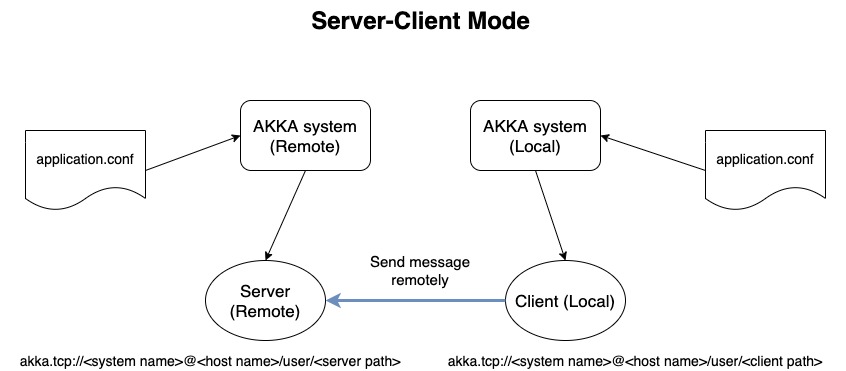 Server-Client Mode
application.conf
AKKA system
(Remote)
AKKA system
(Local)
application.conf
Send message
remotely
Server
(Remote)
Client (Local)
akka.tcp://<system name>@<host name>/user/<server path>
akka.tcp://<system name>@<host name>/user/<client path>